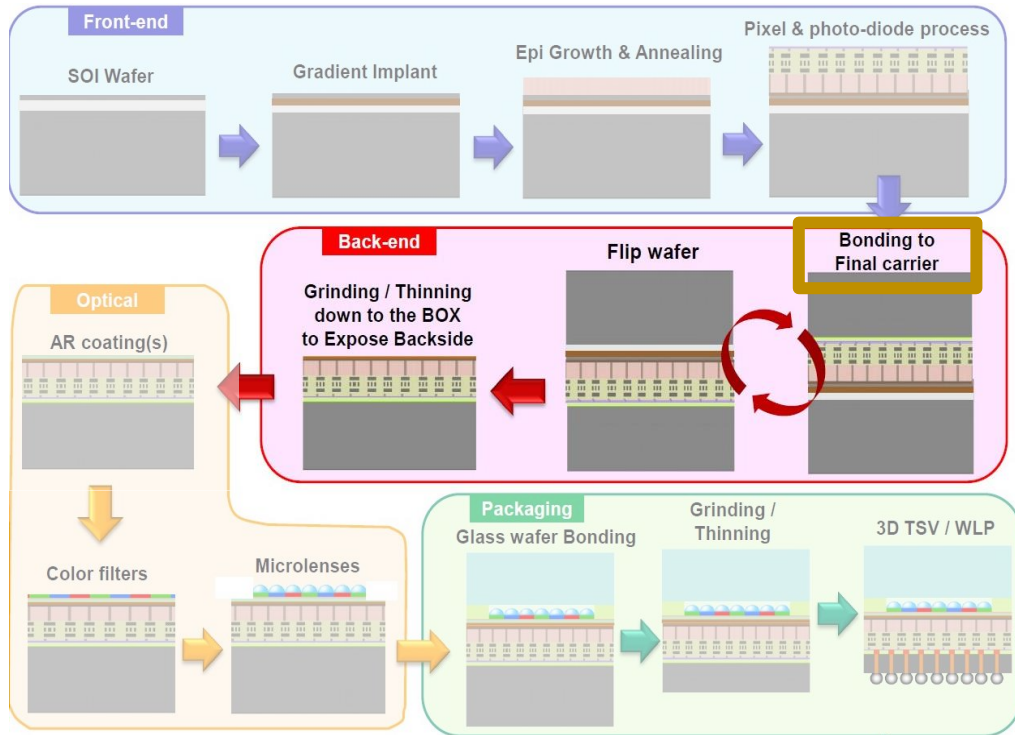 Front-end
SOI Wafer
Gradient Implant
Epi Growth & Annealing
Pixel & photo-diode process
Back-end
Bonding to
Final carrier
Flip wafer
Grinding / Thinning
down to the BOX
to Expose Backside
Optical
AR coating(s)
Color filters
Microlenses
Packaging
Glass wafer Bonding
Grinding /
Thinning
3D TSV / WLP